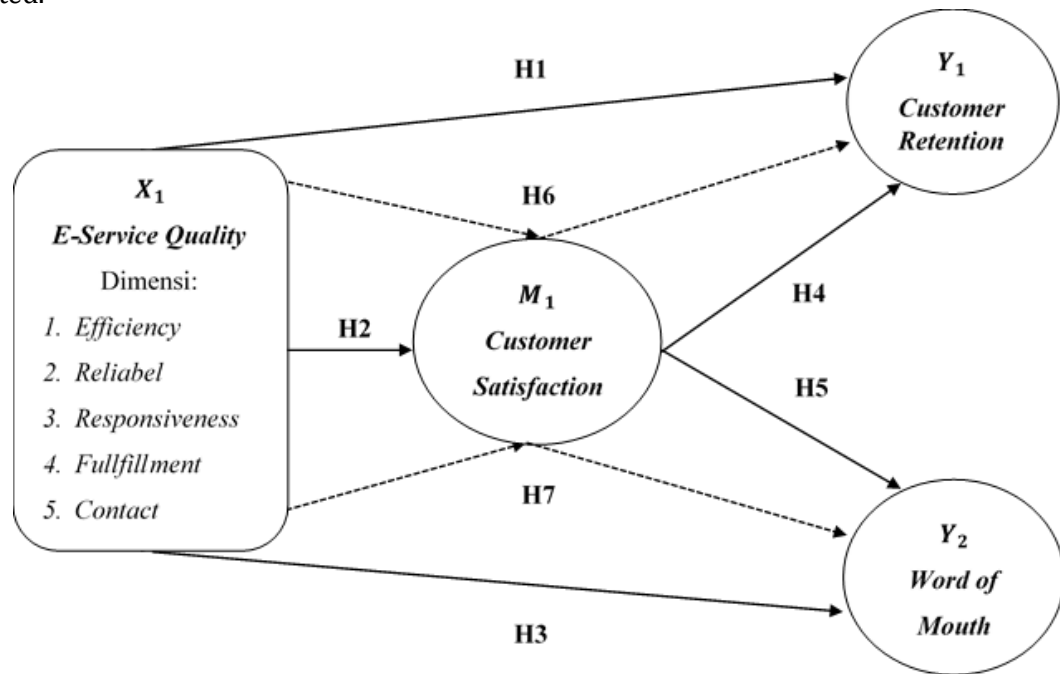 H1
Y₁
Customer
Retention
X₁
E-Service Quality
Dimensi:
1. Efficiency
2. Reliabel
3. Responsiveness
4. Fullfillment
5. Contact
H6
H2
M₁
Customer
Satisfaction
H4
H5
H7
Y₂
Word of
Mouth
H3